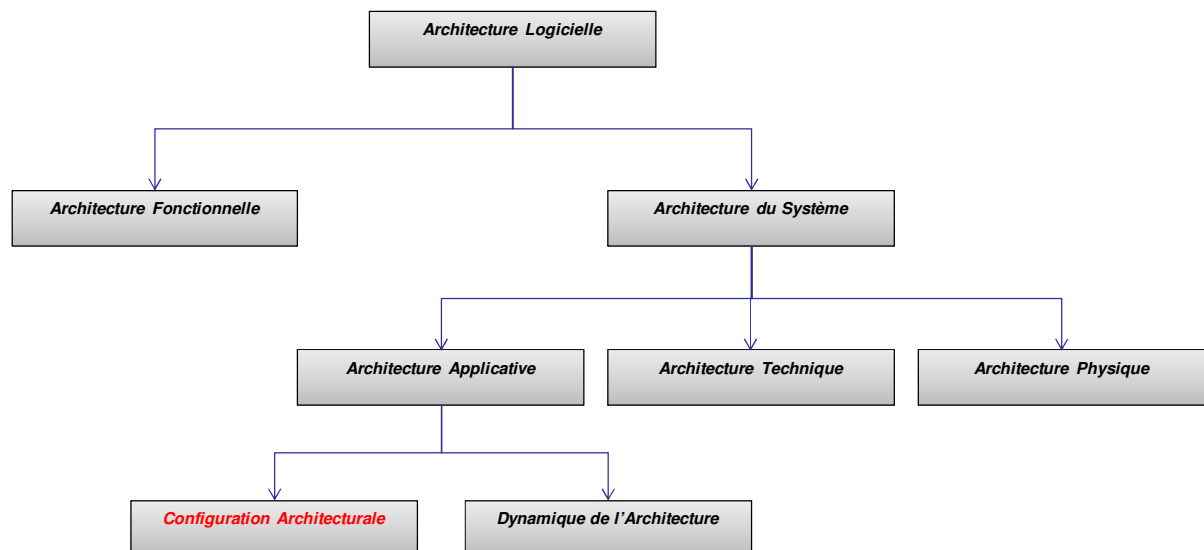 Architecture Logicielle
Architecture Fonctionnelle
Architecture du Système
Architecture Applicative
Architecture Technique
Architecture Physique
Configuration Architecturale
Dynamique de l'Architecture